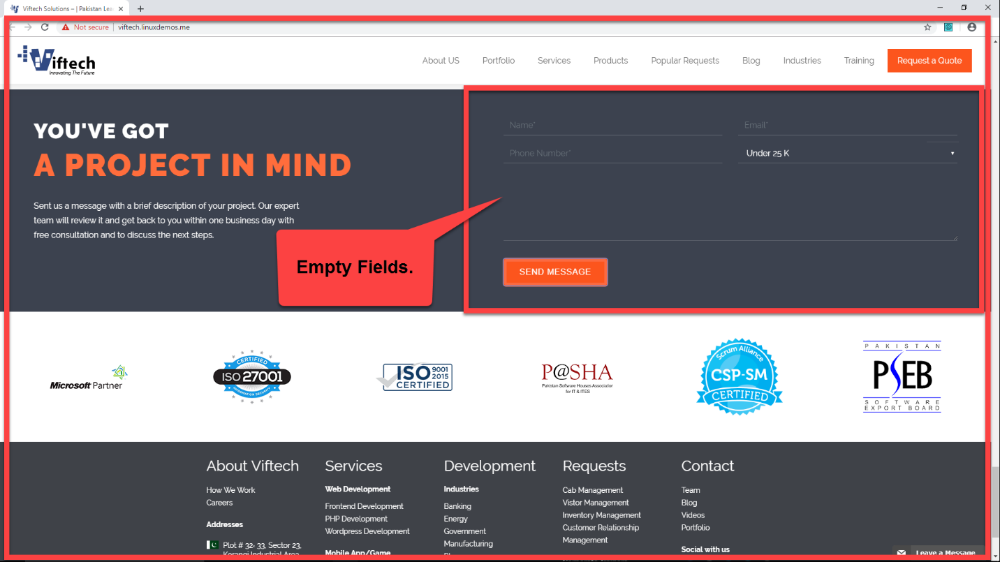 Viftech Solutions – | Pakistan Lea
Not secure
viftech.linuxdemos.me
Viftech
Innovating The Future
About US
Portfolio
Services
Products
Popular Requests
Blog
Industries
Training
Request a Quote
YOU'VE GOT
A PROJECT IN MIND
Sent us a message with a brief description of your project. Our expert
team will review it and get back to you within one business day with
free consultation and to discuss the next steps.
Name*
Email*
Phone Number*
Under 25 K
SEND MESSAGE
Empty Fields.
Microsoft Partner
CERTIFIED
ISO 27001
INFORMATION SECURITY
ISO 9001
2015
CERTIFIED
P@SHA
Pakistan Software Houses Association
for IT & ITES
Scrum Alliance
CSP-SM
CERTIFIED
PAKISTAN
PSEB
SOFTWARE
EXPORT BOARD
About Viftech
How We Work
Careers
Addresses
Plot # 32, 33, Sector 23,
Korangi Industrial Area
Services
Web Development
Frontend Development
PHP Development
Wordpress Development
Mobile App/Game
Development
Industries
Banking
Energy
Government
Manufacturing
Requests
Cab Management
Vistor Management
Inventory Management
Customer Relationship
Management
Contact
Team
Blog
Videos
Portfolio
Social with us
Leave a Message